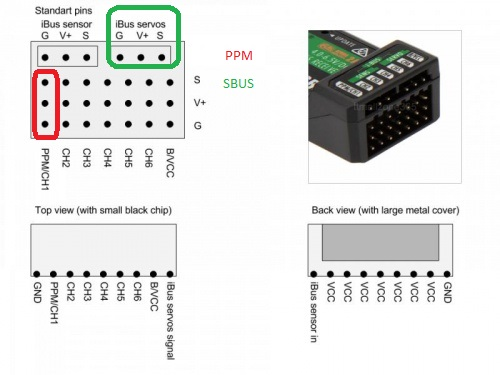 Standart pins
iBus sensor iBus servos
G V+ S G V+ S
PPM
SBUS
S
V+
G
PPM/CH1
CH2
CH3
CH4
CH5
CH6
B/VCC
Top view (with small black chip)
GND
PPM/CH1
CH2
CH3
CH4
CH5
CH6
B/VCC
iBus servos signal
Back view (with large metal cover)
iBus sensor in
VCC
VCC
VCC
VCC
VCC
VCC
VCC
GND